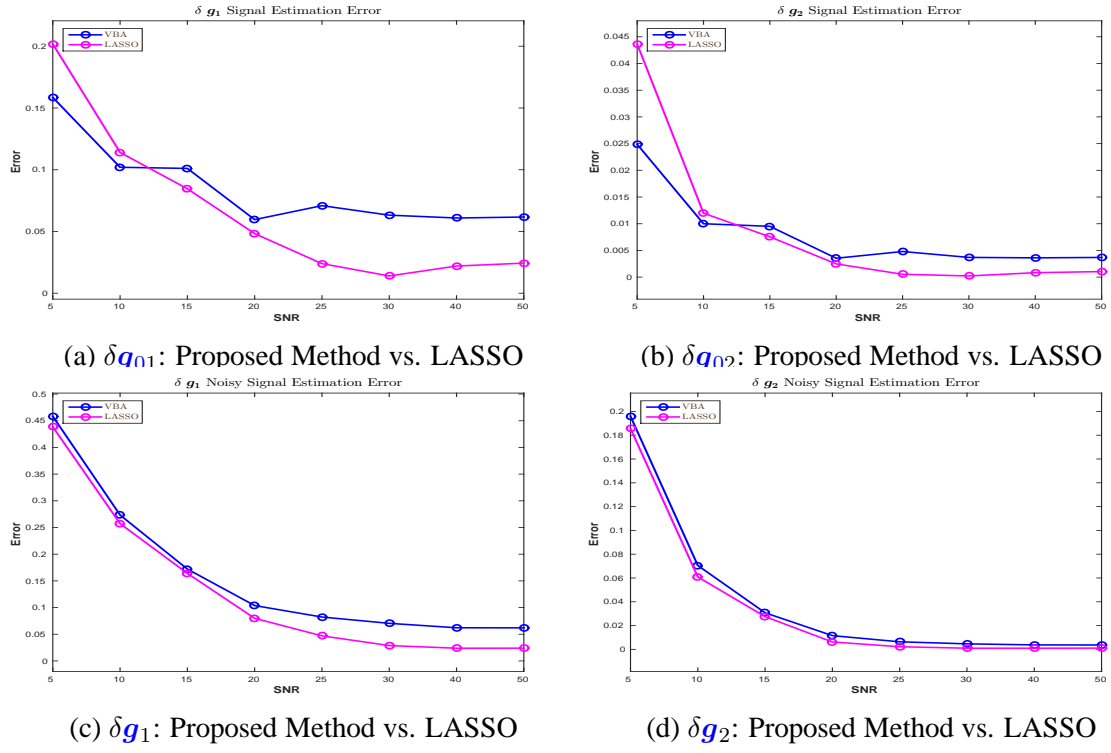 δ g₁ Signal Estimation Error
VBA
LASSO
0.2
0.15
0.1
0.05
0
Error
5 10 15 20 25 30 40 50
SNR
(a) δg₀₁: Proposed Method vs. LASSO
δ g₂ Signal Estimation Error
VBA
LASSO
0.045
0.04
0.035
0.03
0.025
0.02
0.015
0.01
0.005
0
Error
5 10 15 20 25 30 40 50
SNR
(b) δg₀₂: Proposed Method vs. LASSO
δ g₁ Noisy Signal Estimation Error
VBA
LASSO
0.5
0.45
0.4
0.35
0.3
0.25
0.2
0.15
0.1
0.05
0
Error
5 10 15 20 25 30 40 50
SNR
(c) δg₁: Proposed Method vs. LASSO
δ g₂ Noisy Signal Estimation Error
VBA
LASSO
0.2
0.18
0.16
0.14
0.12
0.1
0.08
0.06
0.04
0.02
0
Error
5 10 15 20 25 30 40 50
SNR
(d) δg₂: Proposed Method vs. LASSO